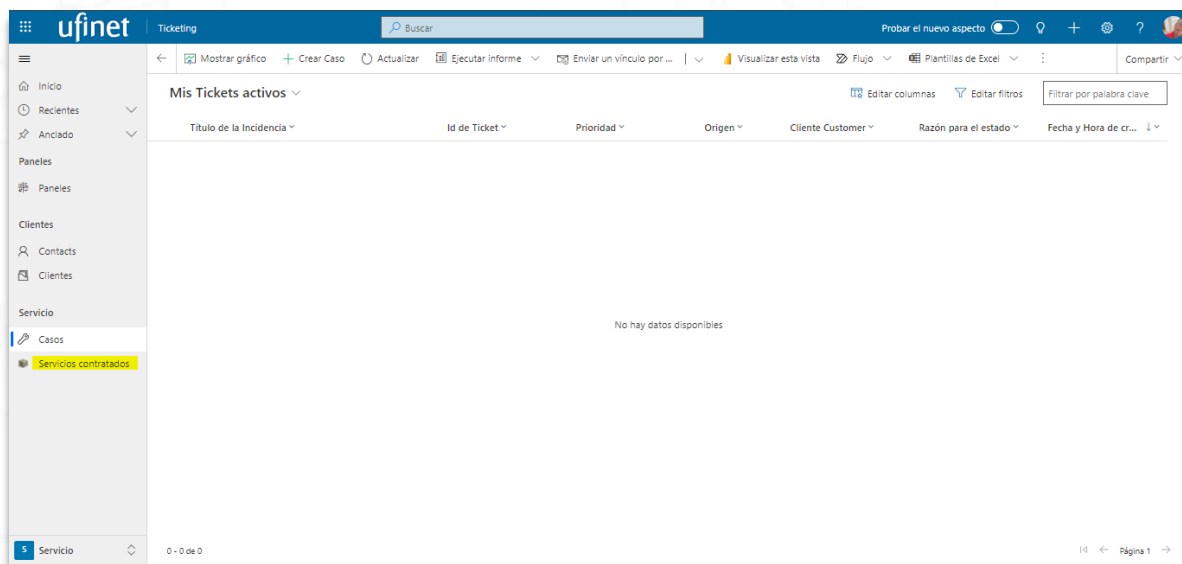 ufinet Ticketing Buscar Probar el nuevo aspecto
Mostrar gráfico Crear Caso Actualizar Ejecutar informe Enviar un vínculo por ... Visualizar esta vista Flujo Plantillas de Excel Compartir
Inicio
Recientes
Anclado
Paneles
Paneles
Clientes
Contacts
Clientes
Servicio
Casos
Servicios contratados
S Servicio
Mis Tickets activos Editar columnas Editar filtros Filtrar por palabra clave
Título de la Incidencia Id de Ticket Prioridad Origen Cliente Customer Razón para el estado Fecha y Hora de cr...
No hay datos disponibles
0 - 0 de 0 Página 1